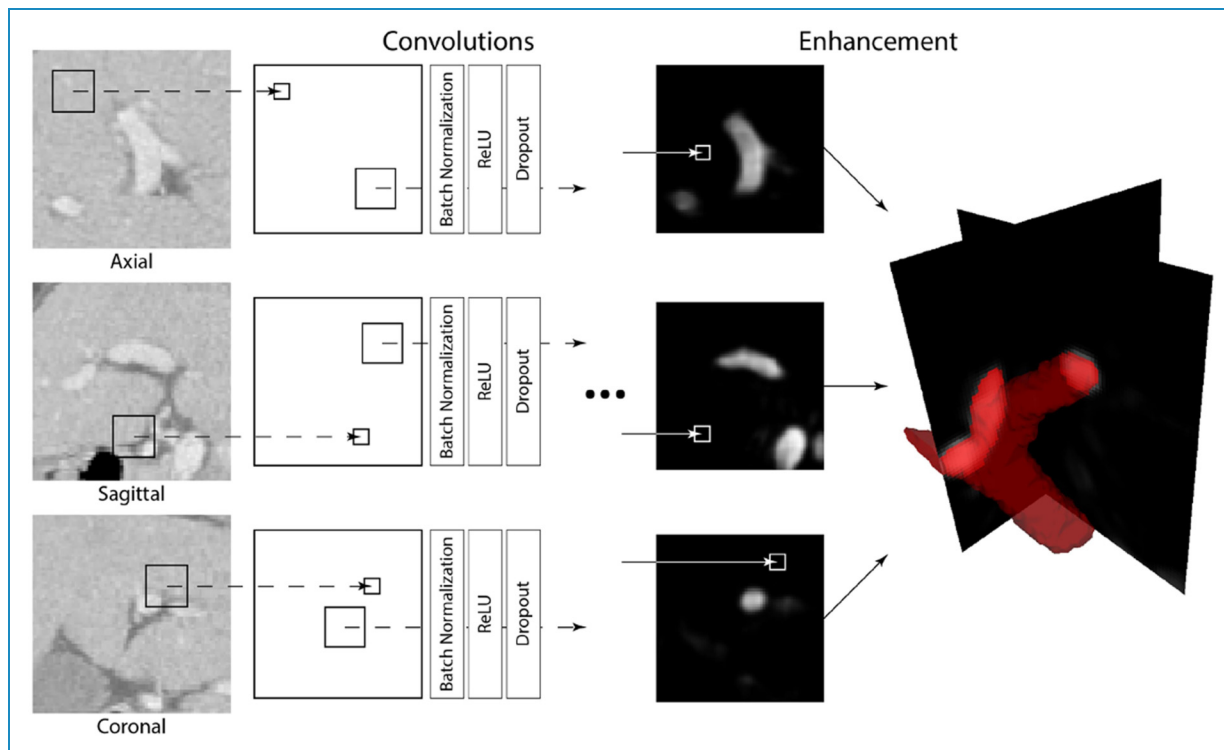 Convolutions
Enhancement
Batch Normalization
ReLU
Dropout
Axial
Batch Normalization
ReLU
Dropout
...
Sagittal
Batch Normalization
ReLU
Dropout
Coronal